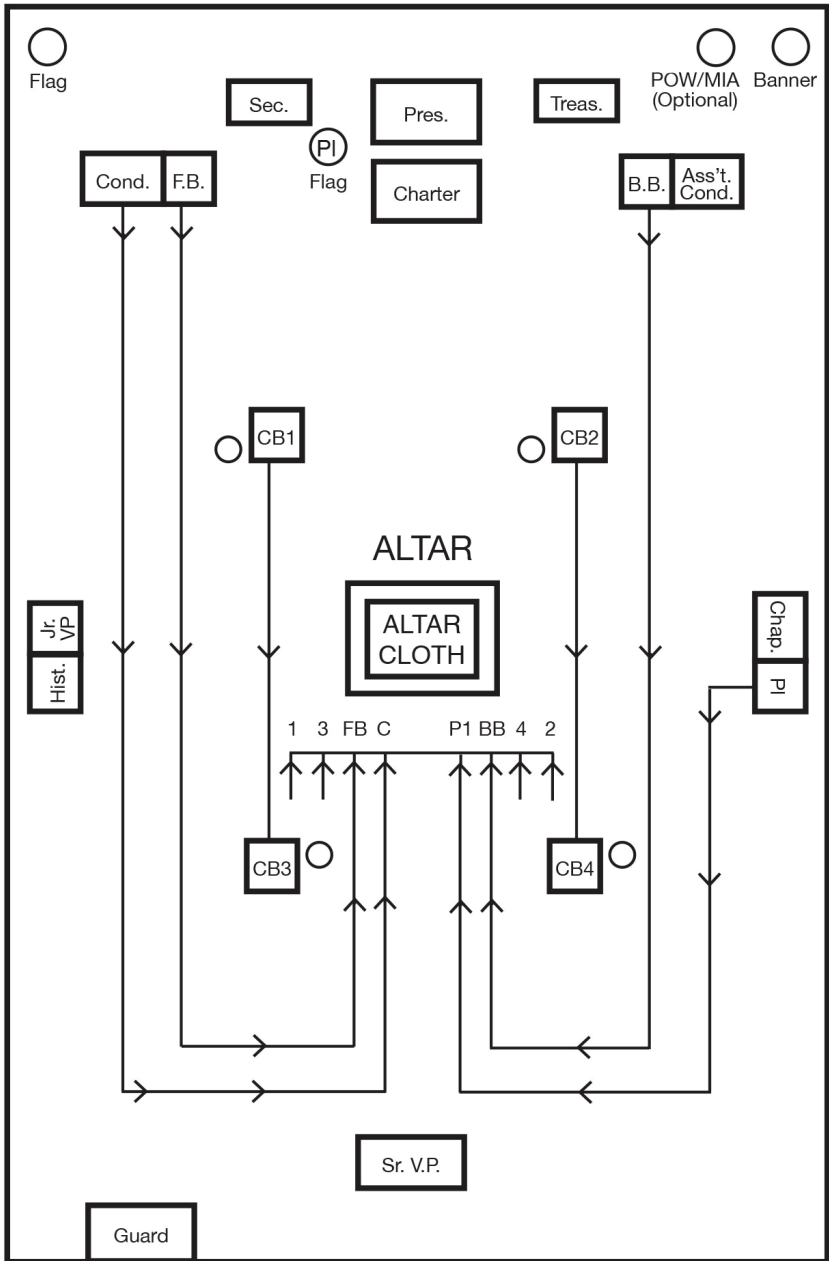 Flag
POW/MIA
(Optional)
Banner
Sec.
Pres.
Treas.
PI
Flag
Charter
Cond.
F.B.
B.B.
Ass't.
Cond.
CB1
CB2
ALTAR
ALTAR
CLOTH
Jr.
VP
Hist.
Chap.
PI
1 3 FB C P1 BB 4 2
CB3
CB4
Sr. V.P.
Guard